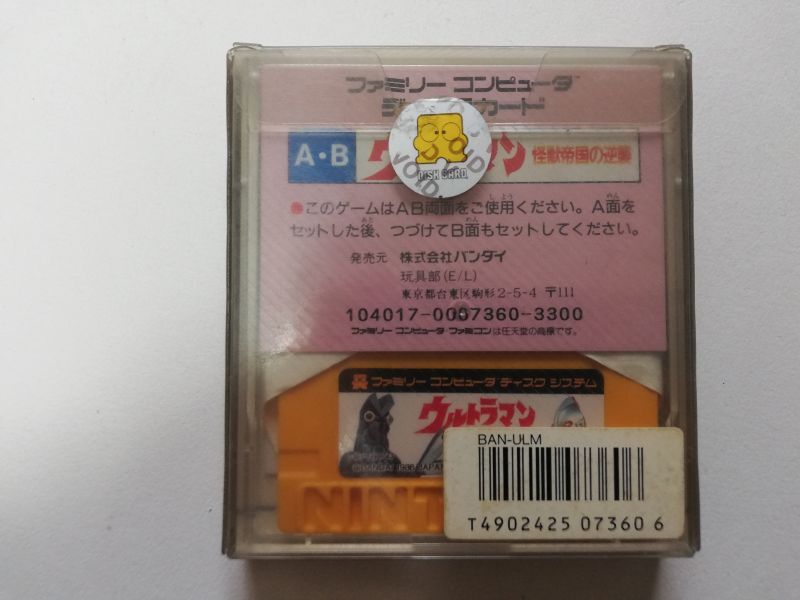 ファミリー コンピュータ
カード
VOID
DISK CARD
A・B
マン 怪獣帝国の逆襲
●このゲームはAB両面をご使用ください。A面を
セットした後、つづけてB面もセットしてください。
発売元 株式会社バンダイ
玩具部(E/L)
東京都台東区駒形2-5-4 〒111
104017-0007360-3300
ファミリー コンピュータ・ファミコンは任天堂の商標です。
ファミリー コンピュータ ディスク システム
ウルトラマン
BAN-ULM
NINT
T4902425 07360 6